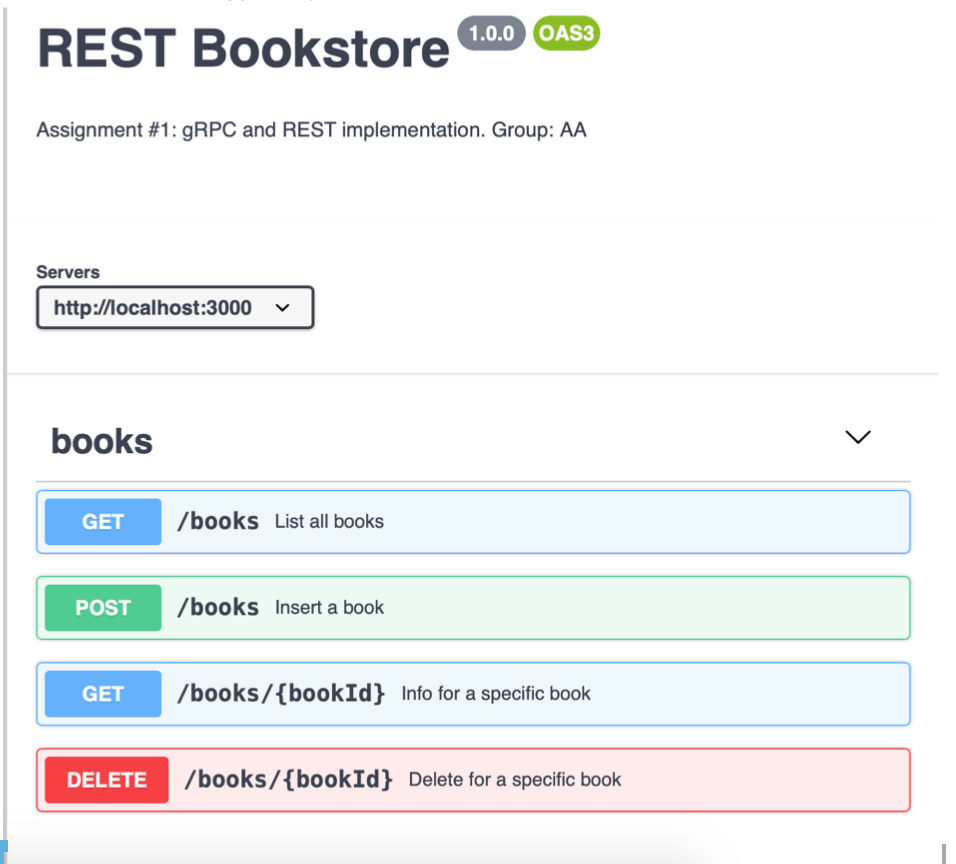 REST Bookstore 1.0.0 OAS3
Assignment #1: gRPC and REST implementation. Group: AA
Servers
http://localhost:3000
books
GET /books List all books
POST /books Insert a book
GET /books/{bookId} Info for a specific book
DELETE /books/{bookId} Delete for a specific book